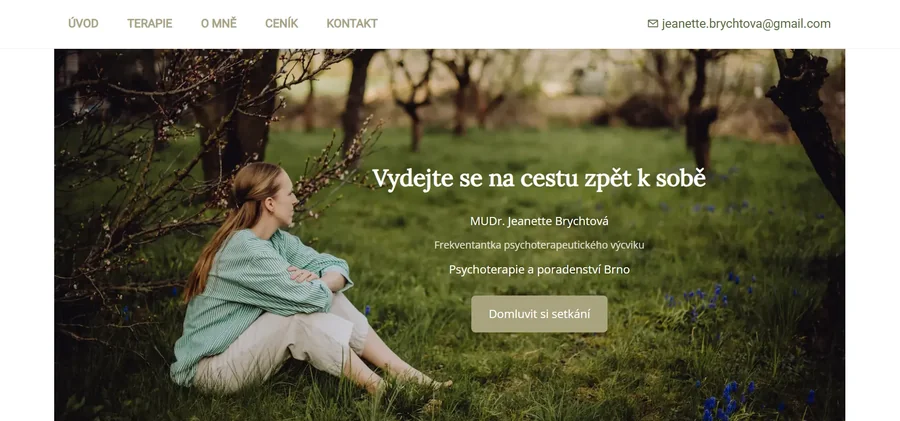 ÚVOD TERAPIE O MNĚ CENÍK KONTAKT jeanette.brychtova@gmail.com
Vydejte se na cestu zpět k sobě
MUDr. Jeanette Brychtová
Frekventantka psychoterapeutického výcviku
Psychoterapie a poradenství Brno
Domluvit si setkání